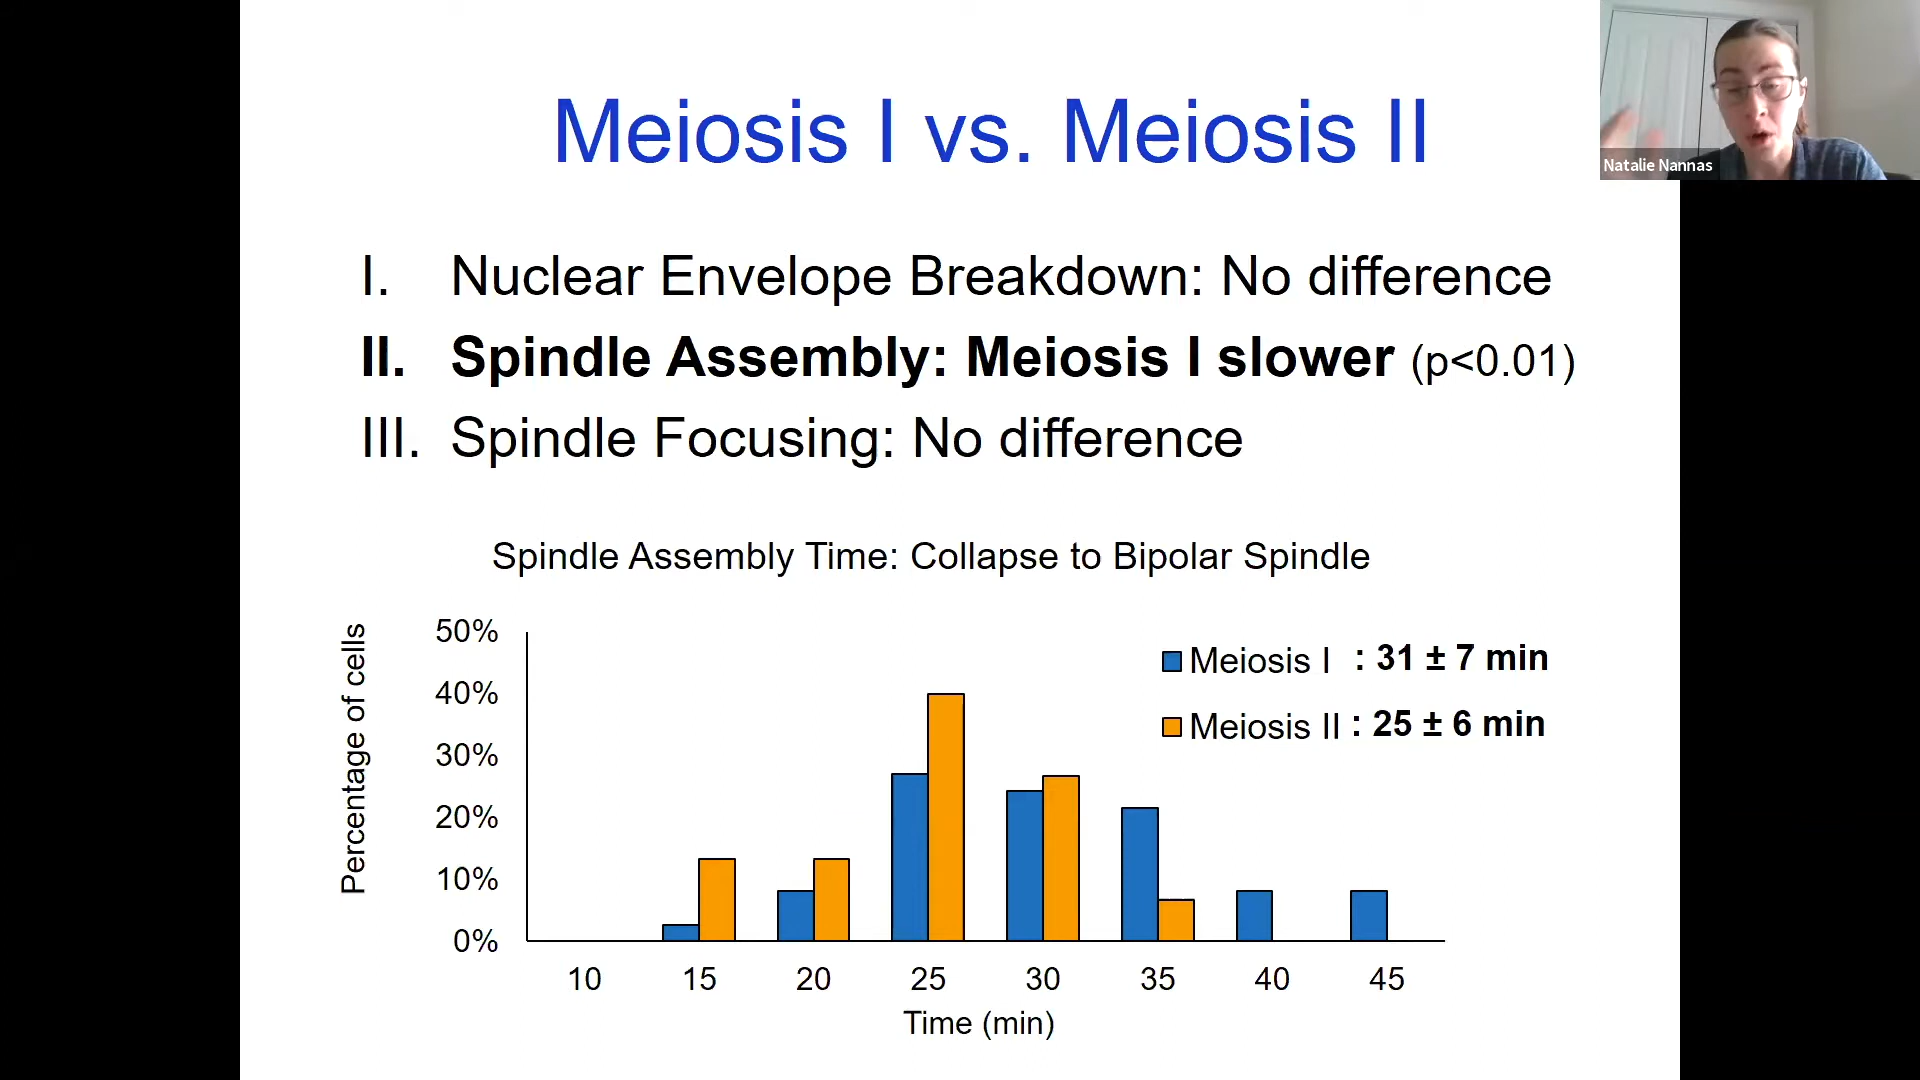 Meiosis I vs. Meiosis II
Natalie Nannas
I. Nuclear Envelope Breakdown: No difference
II. Spindle Assembly: Meiosis I slower (p<0.01)
III. Spindle Focusing: No difference
Spindle Assembly Time: Collapse to Bipolar Spindle
Percentage of cells
50%
40%
30%
20%
10%
0%
Meiosis I : 31 ± 7 min
Meiosis II : 25 ± 6 min
10 15 20 25 30 35 40 45
Time (min)